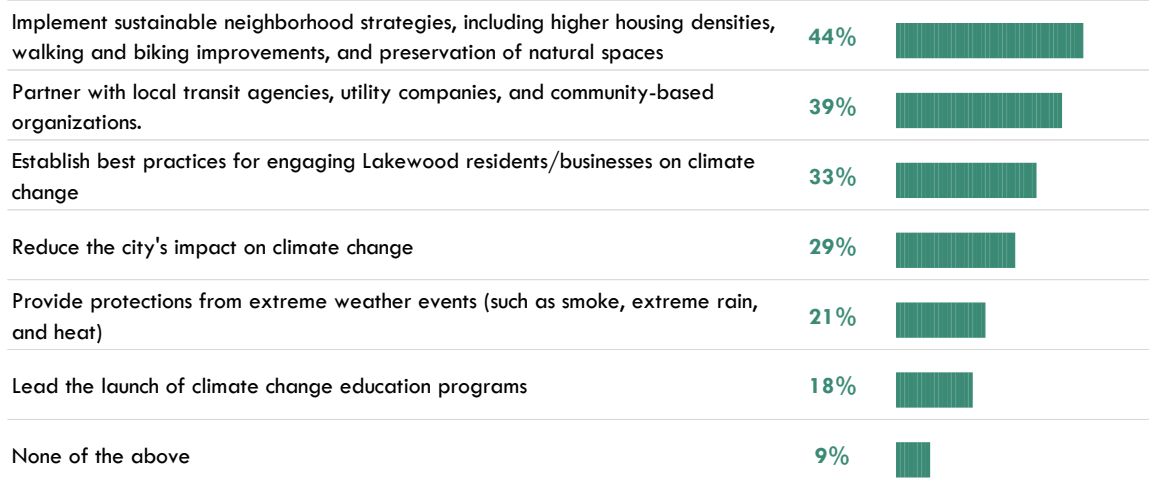 Implement sustainable neighborhood strategies, including higher housing densities,
walking and biking improvements, and preservation of natural spaces
44%
Partner with local transit agencies, utility companies, and community-based
organizations.
39%
Establish best practices for engaging Lakewood residents/businesses on climate
change
33%
Reduce the city's impact on climate change
29%
Provide protections from extreme weather events (such as smoke, extreme rain,
and heat)
21%
Lead the launch of climate change education programs
18%
None of the above
9%